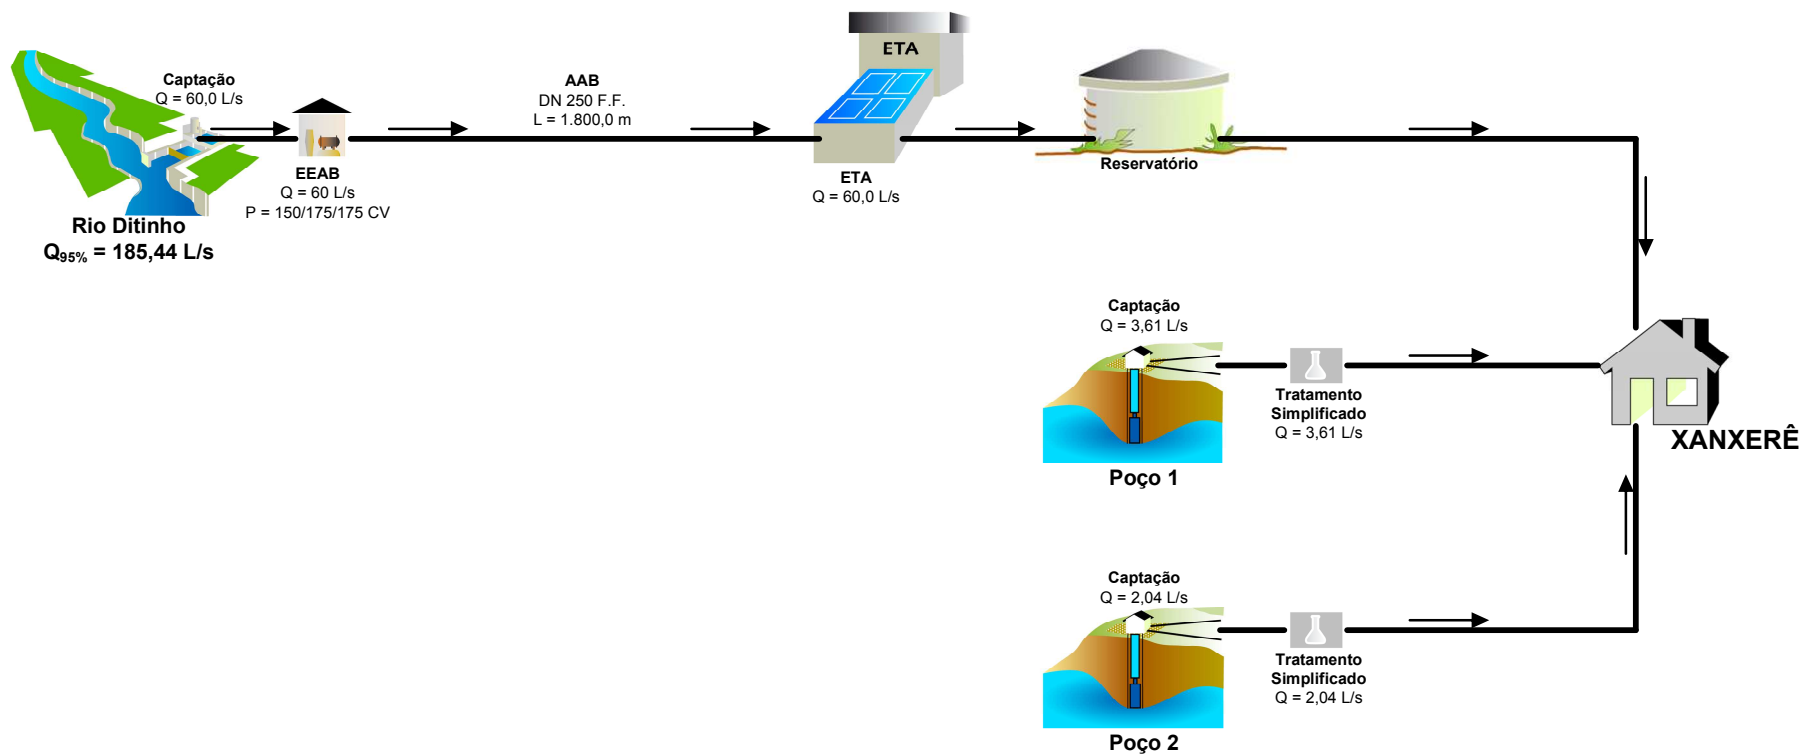 ETA
Captação
Q = 60,0 L/s
EEAB
Q = 60 L/s
P = 150/175/175 CV
Rio Ditinho
Q95% = 185,44 L/s
AAB
DN 250 F.F.
L = 1.800,0 m
ETA
Q = 60,0 L/s
Reservatório
Captação
Q = 3,61 L/s
Tratamento
Simplificado
Q = 3,61 L/s
Poço 1
XANXERÊ
Captação
Q = 2,04 L/s
Tratamento
Simplificado
Q = 2,04 L/s
Poço 2